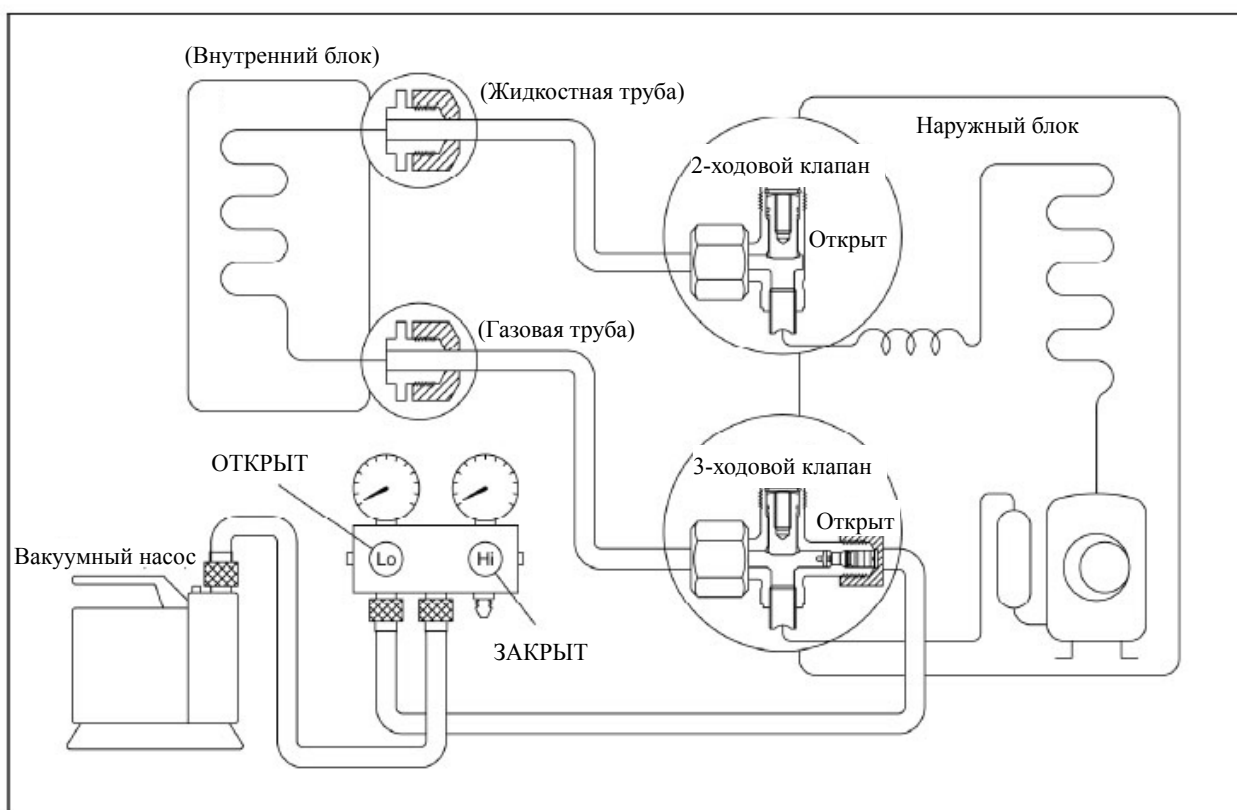 (Внутренний блок)
(Жидкостная труба)
Наружный блок
2-ходовой клапан
Открыт
(Газовая труба)
3-ходовой клапан
Открыт
ОТКРЫТ
Lo
Hi
Вакуумный насос
ЗАКРЫТ